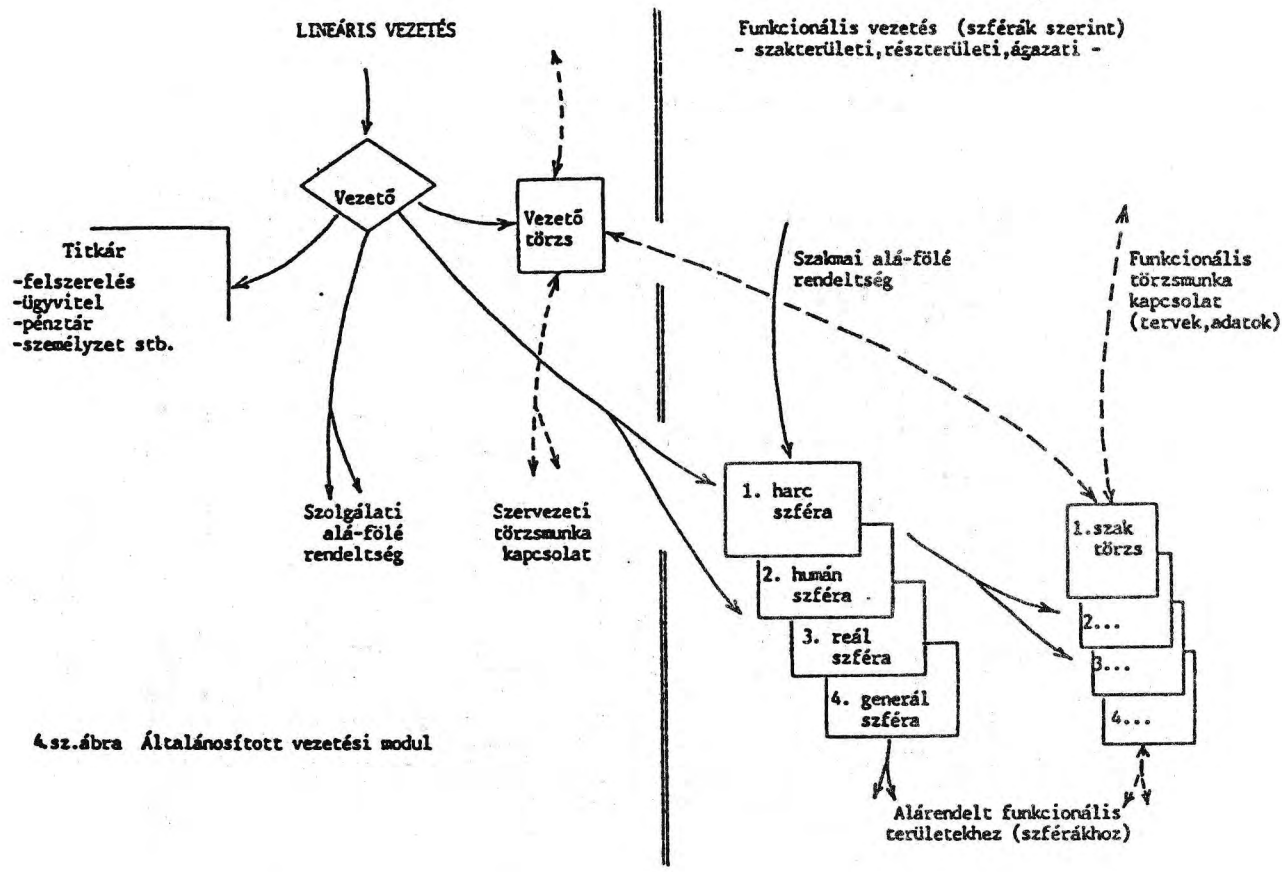 LINEÁRIS VEZETÉS
Funkcionális vezetés (szférák szerint)
- szakterületi,részterületi,ágazati -
Vezető
Vezető
törzs
Titkár
-felszerelés
-ügyvitel
-pénztár
-személyzet stb.
Szakmai alá-fölé
rendeltség
Funkcionális
törzsmunka
kapcsolat
(tervek,adatok)
Szolgálati
alá-fölé
rendeltség
Szervezeti
törzsmunka
kapcsolat
1. harc
szféra
2. humán
szféra
3. reál
szféra
4. generál
szféra
1.szak
törzs
2...
3...
4...
Alárendelt funkcionális
területekhez (szférákhoz)
4.sz.ábra Általánosított vezetési modul